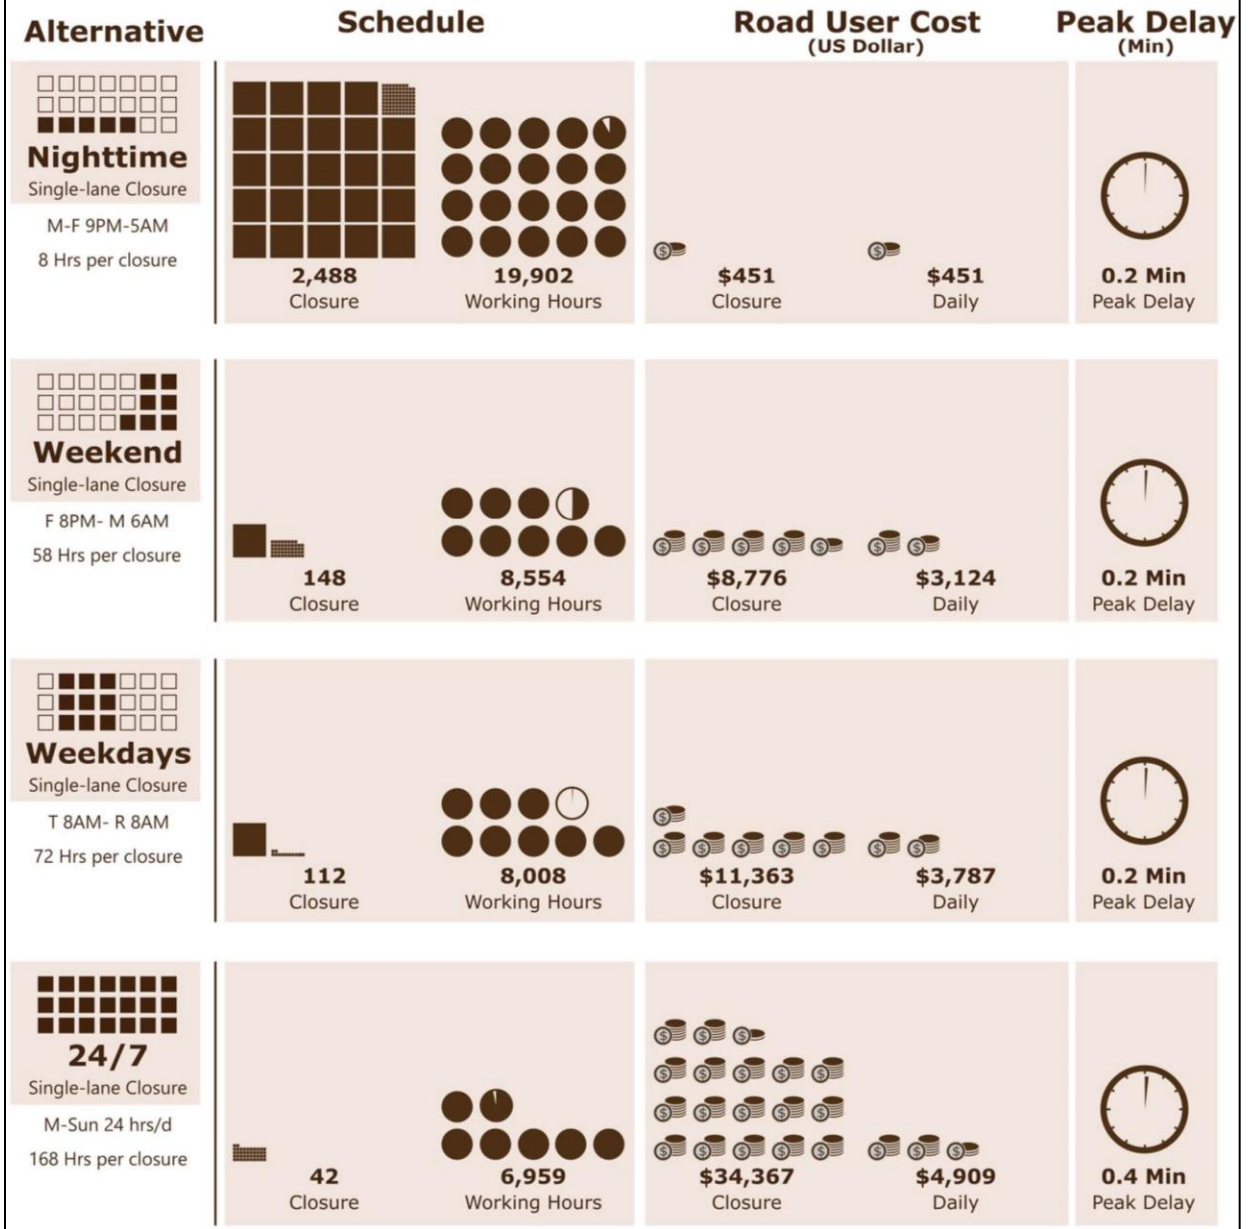 Alternative
Schedule
Road User Cost
(US Dollar)
Peak Delay
(Min)
Nighttime
Single-lane Closure
M-F 9PM-5AM
8 Hrs per closure
2,488
Closure
19,902
Working Hours
$451
Closure
$451
Daily
0.2 Min
Peak Delay
Weekend
Single-lane Closure
F 8PM- M 6AM
58 Hrs per closure
148
Closure
8,554
Working Hours
$8,776
Closure
$3,124
Daily
0.2 Min
Peak Delay
Weekdays
Single-lane Closure
T 8AM- R 8AM
72 Hrs per closure
112
Closure
8,008
Working Hours
$11,363
Closure
$3,787
Daily
0.2 Min
Peak Delay
24/7
Single-lane Closure
M-Sun 24 hrs/d
168 Hrs per closure
42
Closure
6,959
Working Hours
$34,367
Closure
$4,909
Daily
0.4 Min
Peak Delay